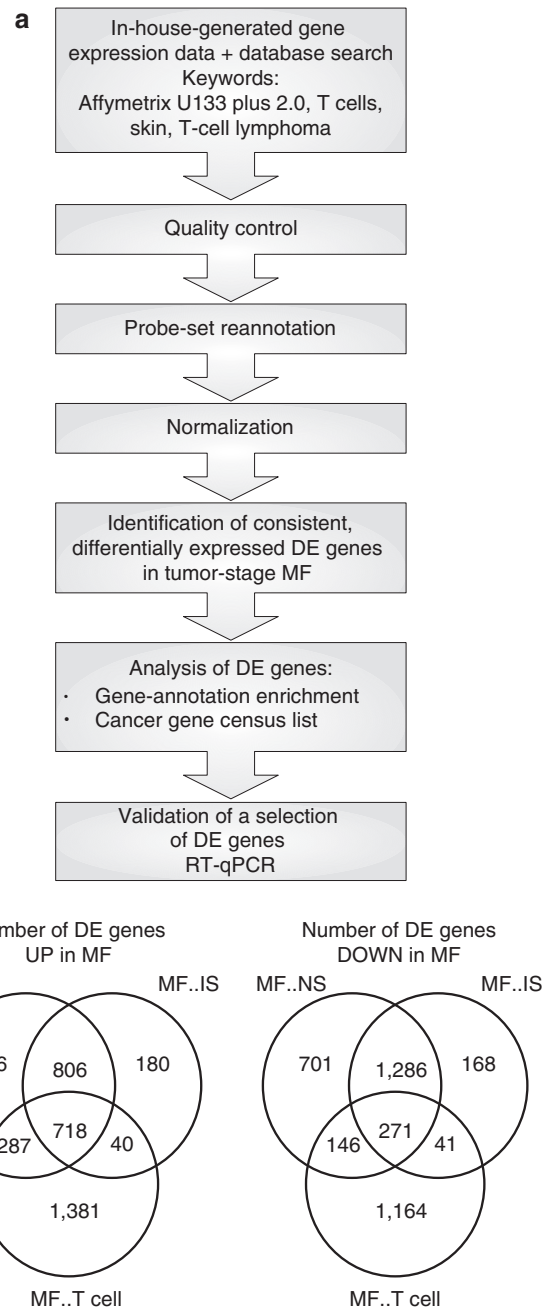 a
In-house-generated gene
expression data + database search
Keywords:
Affymetrix U133 plus 2.0, T cells,
skin, T-cell lymphoma
Quality control
Probe-set reannotation
Normalization
Identification of consistent,
differentially expressed DE genes
in tumor-stage MF
Analysis of DE genes:
· Gene-annotation enrichment
· Cancer gene census list
Validation of a selection
of DE genes
RT-qPCR
of DE genes
UP in MF
MF..IS
806
180
718
287
40
1,381
MF..T cell
Number of DE genes
DOWN in MF
MF..NS
MF..IS
701
1,286
168
271
146
41
1,164
MF..T cell